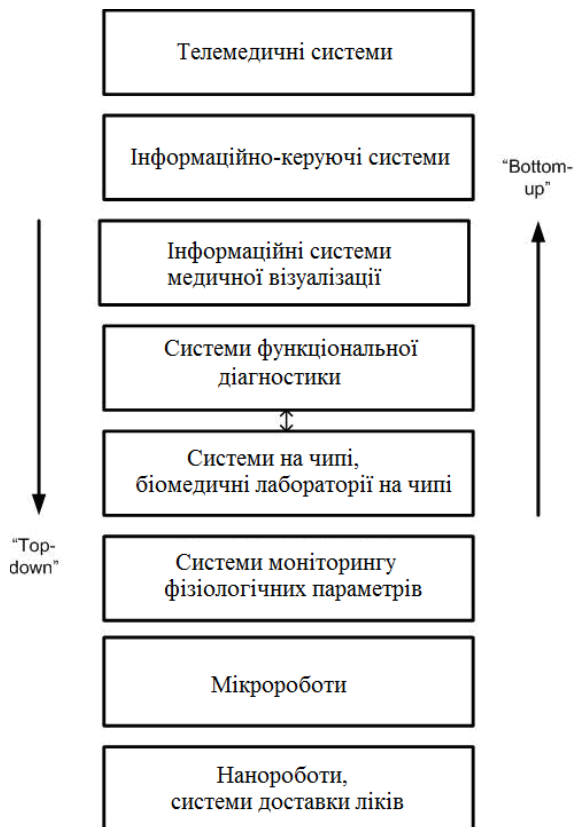 Телемедичні системи
Інформаційно-керуючі системи
“Bottom-
up”
Інформаційні системи
медичної візуалізації
Системи функціональної
діагностики
Системи на чипі,
біомедичні лабораторії на чипі
“Top-
down”
Системи моніторингу
фізіологічних параметрів
Мікророботи
Нанороботи,
системи доставки ліків